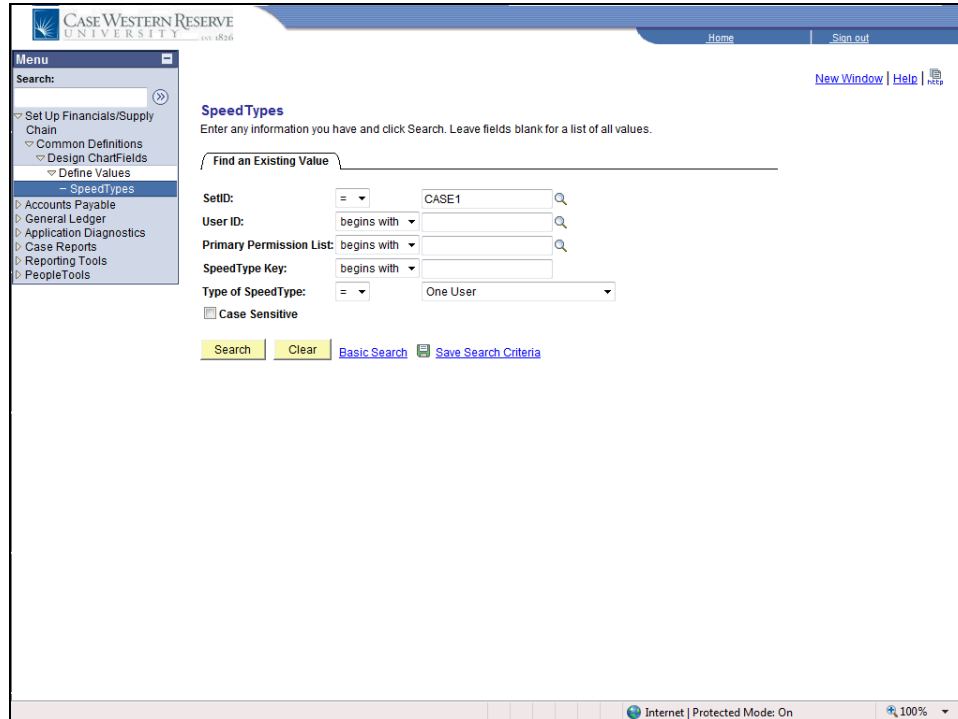 CASE WESTERN RESERVE
UNIVERSITY EST 1826
Home Sign out
Menu
Search:
Set Up Financials/Supply
Chain
Common Definitions
Design ChartFields
Define Values
– SpeedTypes
Accounts Payable
General Ledger
Application Diagnostics
Case Reports
Reporting Tools
PeopleTools
New Window | Help | http
SpeedTypes
Enter any information you have and click Search. Leave fields blank for a list of all values.
Find an Existing Value
SetID: = CASE1
User ID: begins with
Primary Permission List: begins with
SpeedType Key: begins with
Type of SpeedType: = One User
Case Sensitive
Search Clear Basic Search Save Search Criteria
Internet | Protected Mode: On 100%